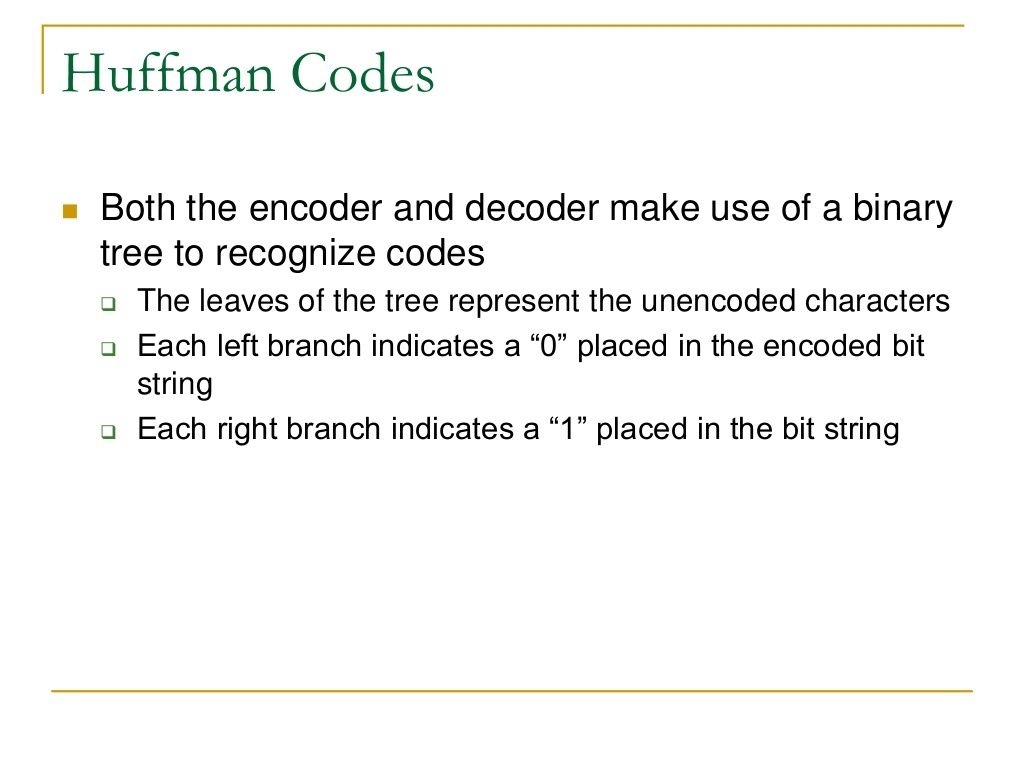 Huffman Codes
Both the encoder and decoder make use of a binary
tree to recognize codes
The leaves of the tree represent the unencoded characters
Each left branch indicates a “0” placed in the encoded bit
string
Each right branch indicates a “1” placed in the bit string